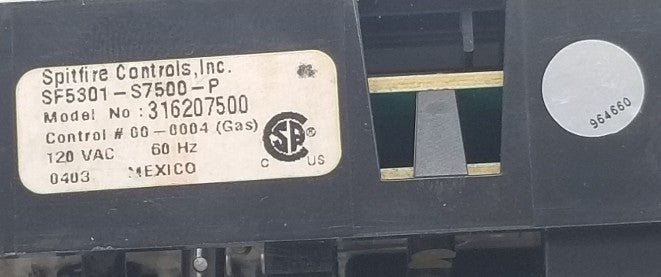 Spitfire Controls, Inc.
SF5301-S7500-P
Model No :316207500
Control # 00-0004 (Gas)
120 VAC 60 Hz
0403 MEXICO
C US
®
964660